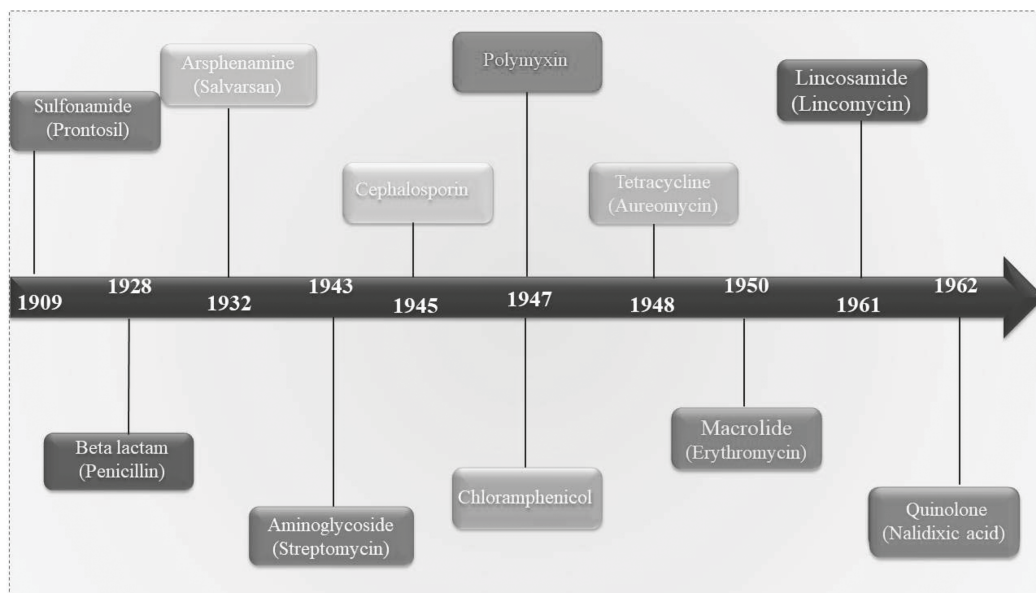 Sulfonamide
(Prontosil)
Arsphenamine
(Salvarsan)
Cephalosporin
Polymyxin
Tetracycline
(Aureomycin)
Lincosamide
(Lincomycin)
1909
1928
1932
1943
1945
1947
1948
1950
1961
1962
Beta lactam
(Penicillin)
Aminoglycoside
(Streptomycin)
Chloramphenicol
Macrolide
(Erythromycin)
Quinolone
(Nalidixic acid)